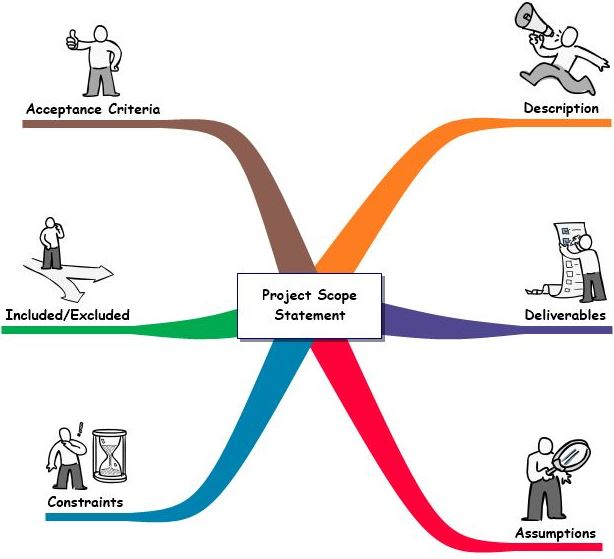 Acceptance Criteria
Description
Included/Excluded
Project Scope
Statement
Deliverables
Constraints
Assumptions